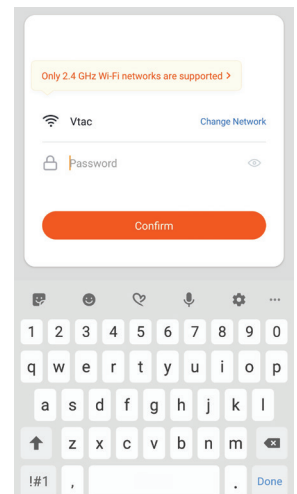 Only 2.4 GHz Wi-Fi networks are supported >
Vtac Change Network
Password
Confirm
1 2 3 4 5 6 7 8 9 0
q w e r t y u i o p
a s d f g h j k l
z x c v b n m
!#1 , . Done